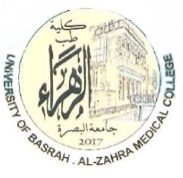 كلية
طب
الزهراء
جامعة البصرة
2017
UNIVERSITY OF BASRAH . AL-ZAHRA MEDICAL COLLEGE